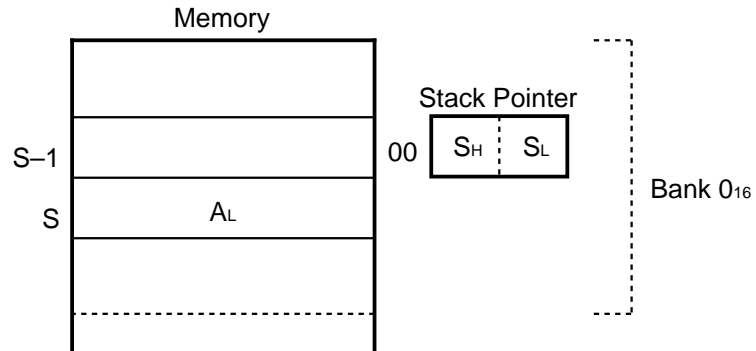 Memory
Stack Pointer
S–1
00
SH
SL
Bank 016
S
AL